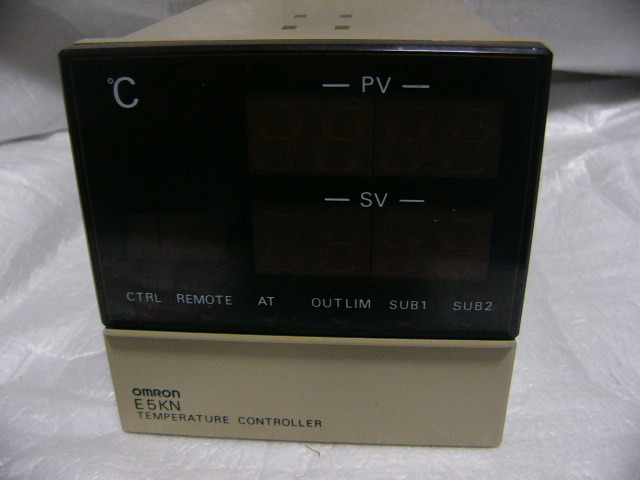 °C
PV
SV
CTRL REMOTE AT OUTLIM SUB1 SUB2
OMRON
E5KN
TEMPERATURE CONTROLLER